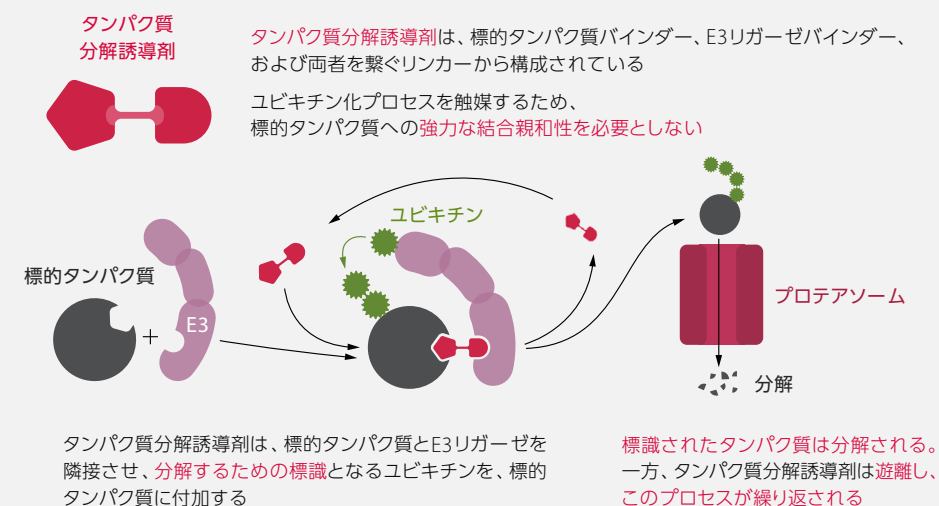 タンパク質
分解誘導剤
タンパク質分解誘導剤は、標的タンパク質バインダー、E3リガーゼバインダー、
および両者を繋ぐリンカーから構成されている
ユビキチン化プロセスを触媒するため、
標的タンパク質への強力な結合親和性を必要としない
ユビキチン
標的タンパク質
+
E3
プロテアソーム
分解
タンパク質分解誘導剤は、標的タンパク質とE3リガーゼを
隣接させ、分解するための標識となるユビキチンを、標的
タンパク質に付加する
標識されたタンパク質は分解される。
一方、タンパク質分解誘導剤は遊離し、
このプロセスが繰り返される